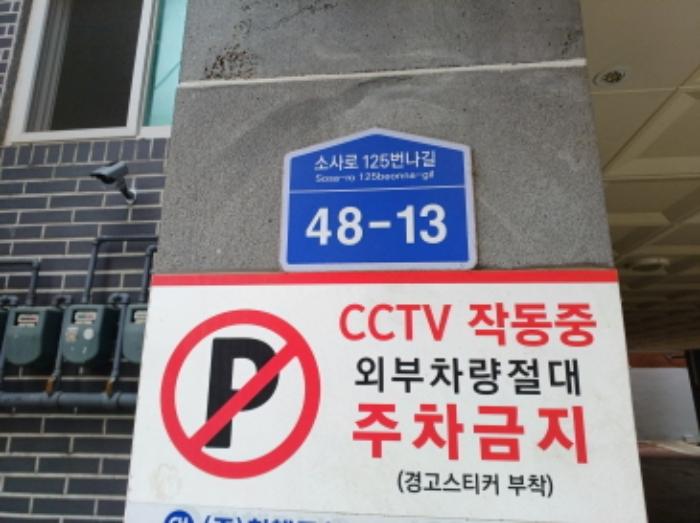 소사로 125번나길
Sosa-ro 125beonna-gil
48-13
CCTV 작동중
P
외부차량절대
주차금지
(경고스티커 부착)